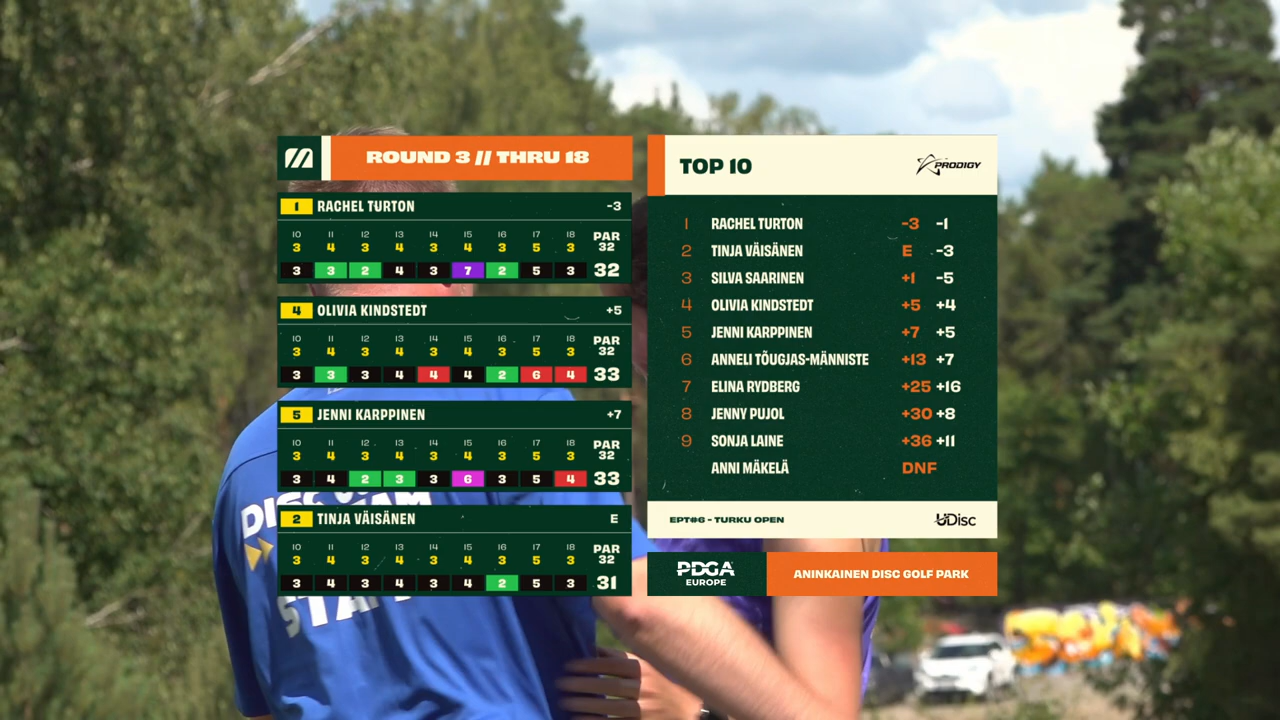 ROUND 3 // THRU 18
1 RACHEL TURTON -3
10 11 12 13 14 15 16 17 18 PAR
3 4 3 4 3 4 3 5 3 32
3 3 2 4 3 7 2 5 3 32
4 OLIVIA KINDSTEDT +5
10 11 12 13 14 15 16 17 18 PAR
3 4 3 4 3 4 3 5 3 32
3 3 3 4 4 4 2 6 4 33
5 JENNI KARPPINEN +7
10 11 12 13 14 15 16 17 18 PAR
3 4 3 4 3 4 3 5 3 32
3 4 2 3 3 6 3 5 4 33
2 TINJA VÄISÄNEN E
10 11 12 13 14 15 16 17 18 PAR
3 4 3 4 3 4 3 5 3 32
3 4 3 4 3 4 2 5 3 31
TOP 10 PRODIGY
1 RACHEL TURTON -3 -1
2 TINJA VÄISÄNEN E -3
3 SILVA SAARINEN +1 -5
4 OLIVIA KINDSTEDT +5 +4
5 JENNI KARPPINEN +7 +5
6 ANNELI TÕUGJAS-MÄNNISTE +13 +7
7 ELINA RYDBERG +25 +16
8 JENNY PUJOL +30 +8
9 SONJA LAINE +36 +11
ANNI MÄKELÄ DNF
EPT#6 - TURKU OPEN UDisc
PDGA
EUROPE
ANINKAINEN DISC GOLF PARK